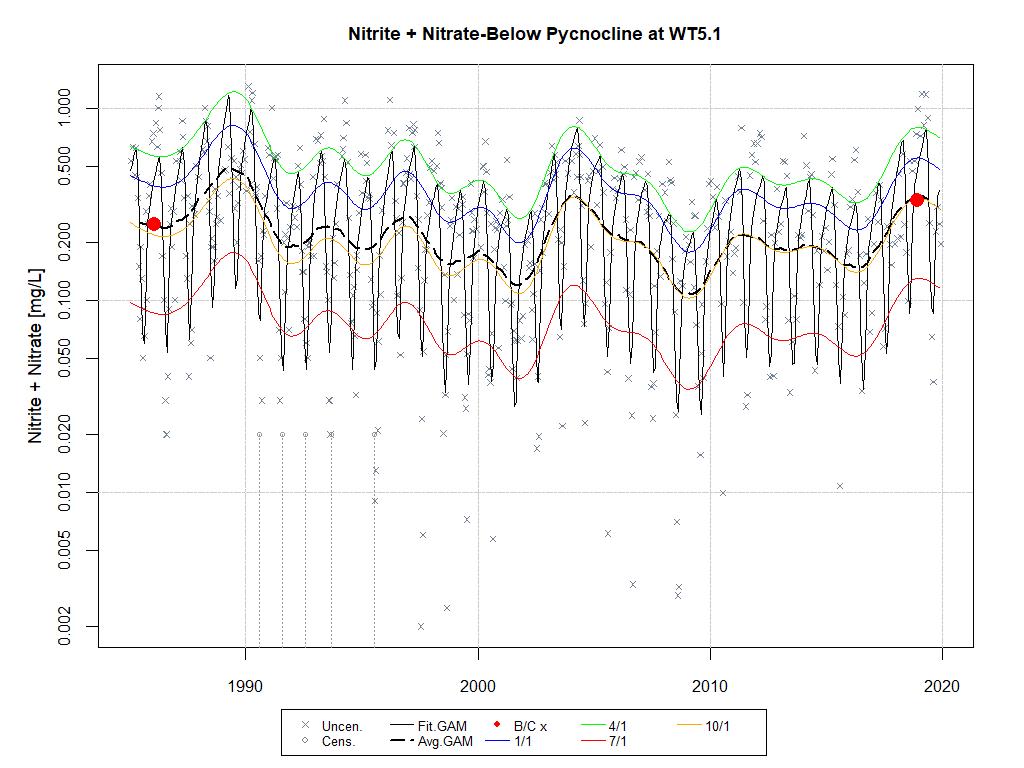 Nitrite + Nitrate-Below Pycnocline at WT5.1
Nitrite + Nitrate [mg/L]
1.000
0.500
0.200
0.100
0.050
0.020
0.010
0.005
0.002
1990 2000 2010 2020
Uncen. Fit.GAM B/C x 4/1 10/1
Cens. Avg.GAM 1/1 7/1